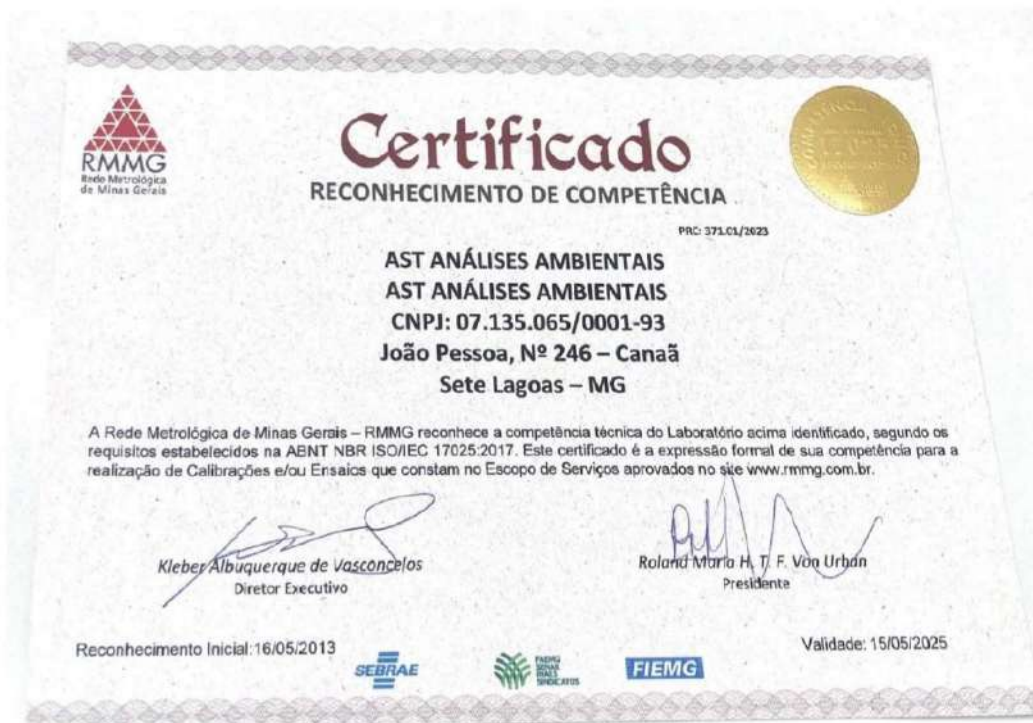 RMMG
Rede Metrológica
de Minas Gerais
Certificado
RECONHECIMENTO DE COMPETÊNCIA
PRC: 371.01/2023
AST ANÁLISES AMBIENTAIS
AST ANÁLISES AMBIENTAIS
CNPJ: 07.135.065/0001-93
João Pessoa, Nº 246 – Canaã
Sete Lagoas – MG
A Rede Metrológica de Minas Gerais – RMMG reconhece a competência técnica do Laboratório acima identificado, segundo os
requisitos estabelecidos na ABNT NBR ISO/IEC 17025:2017. Este certificado é a expressão formal de sua competência para a
realização de Calibrações e/ou Ensaios que constam no Escopo de Serviços aprovados no site www.rmmg.com.br.
Kleber Albuquerque de Vasconcelos
Diretor Executivo
Roland Maria H. T. F. Von Urban
Presidente
Reconhecimento Inicial:16/05/2013
Validade: 15/05/2025
SEBRAE
FAEMG
SENAR
INAES
SINDICATOS
FIEMG